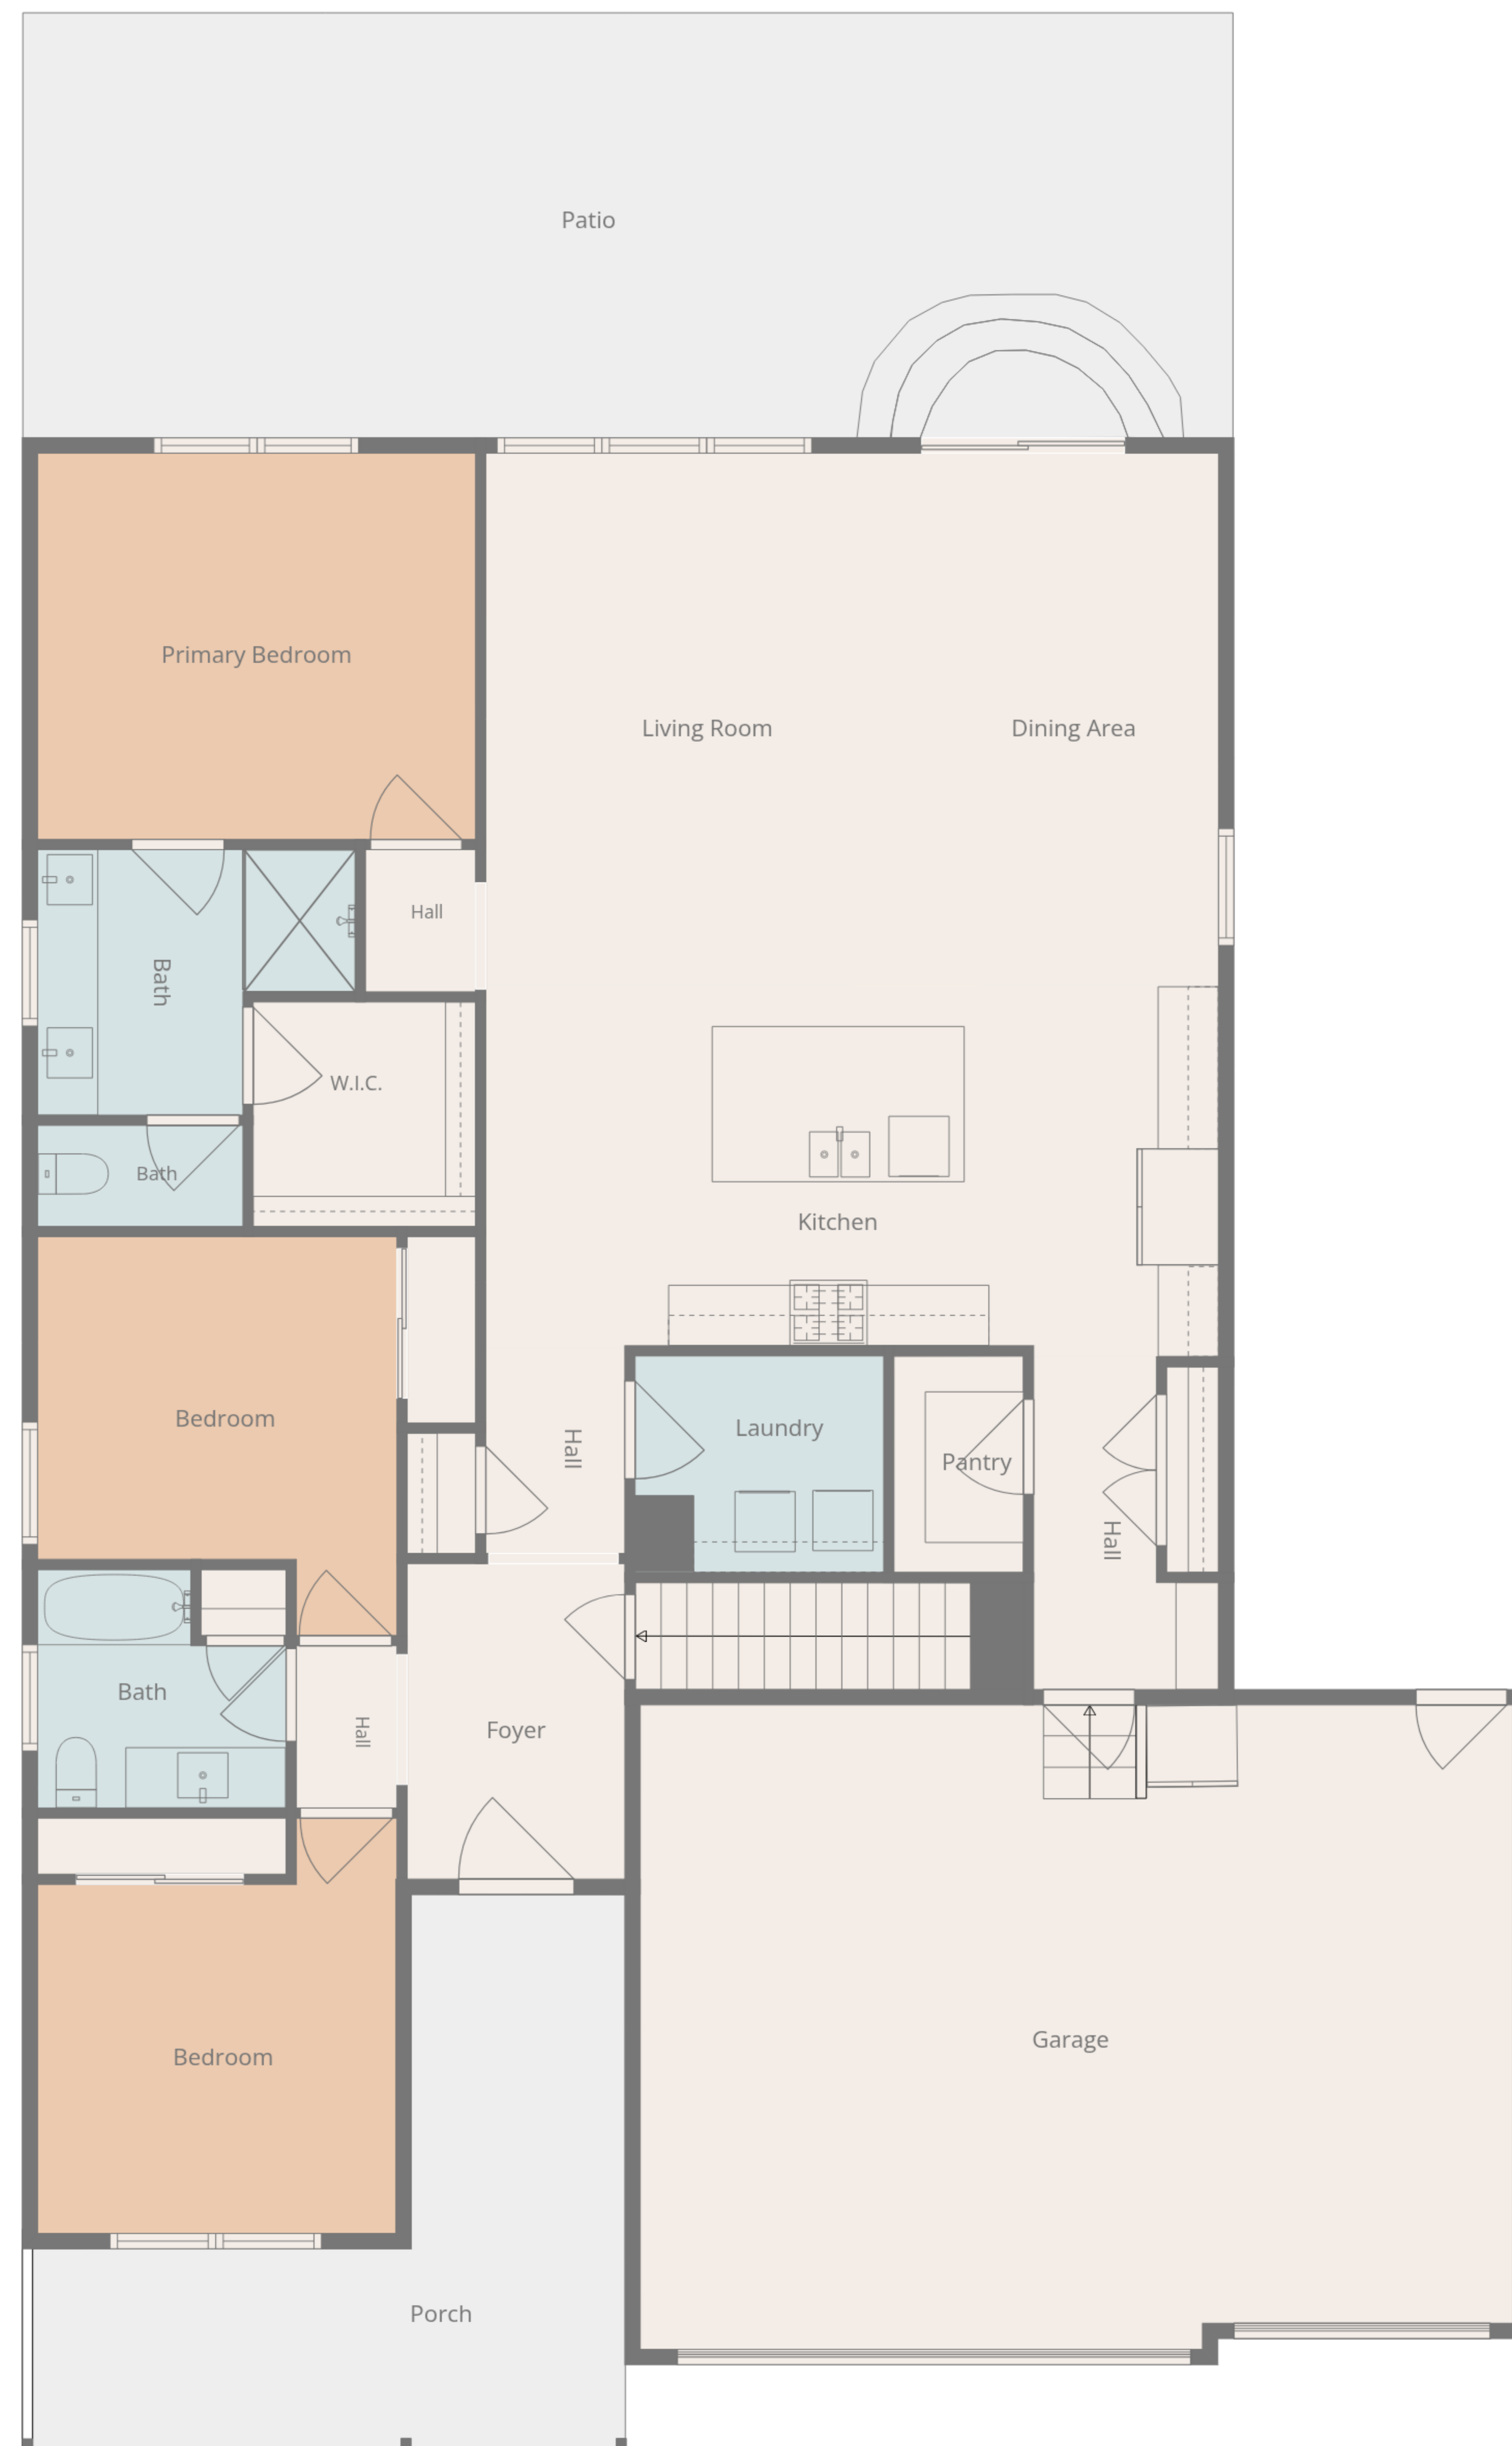 Patio
Primary Bedroom
Living Room
Dining Area
Hall
Bath
W.I.C.
Bath
Kitchen
Bedroom
Hall
Laundry
Pantry
Hall
Bath
Hall
Foyer
Garage
Bedroom
Porch